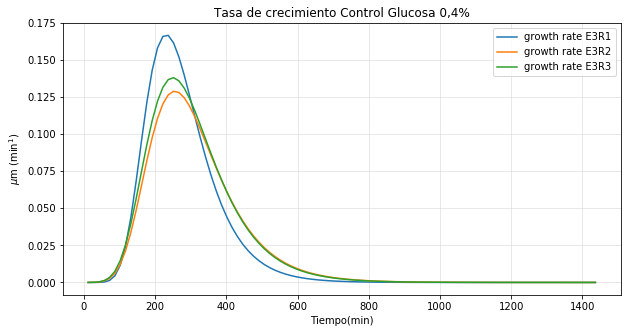 Tasa de crecimiento Control Glucosa 0,4%
growth rate E3R1
growth rate E3R2
growth rate E3R3
μm (min¹)
0.175
0.150
0.125
0.100
0.075
0.050
0.025
0.000
0 200 400 600 800 1000 1200 1400
Tiempo(min)